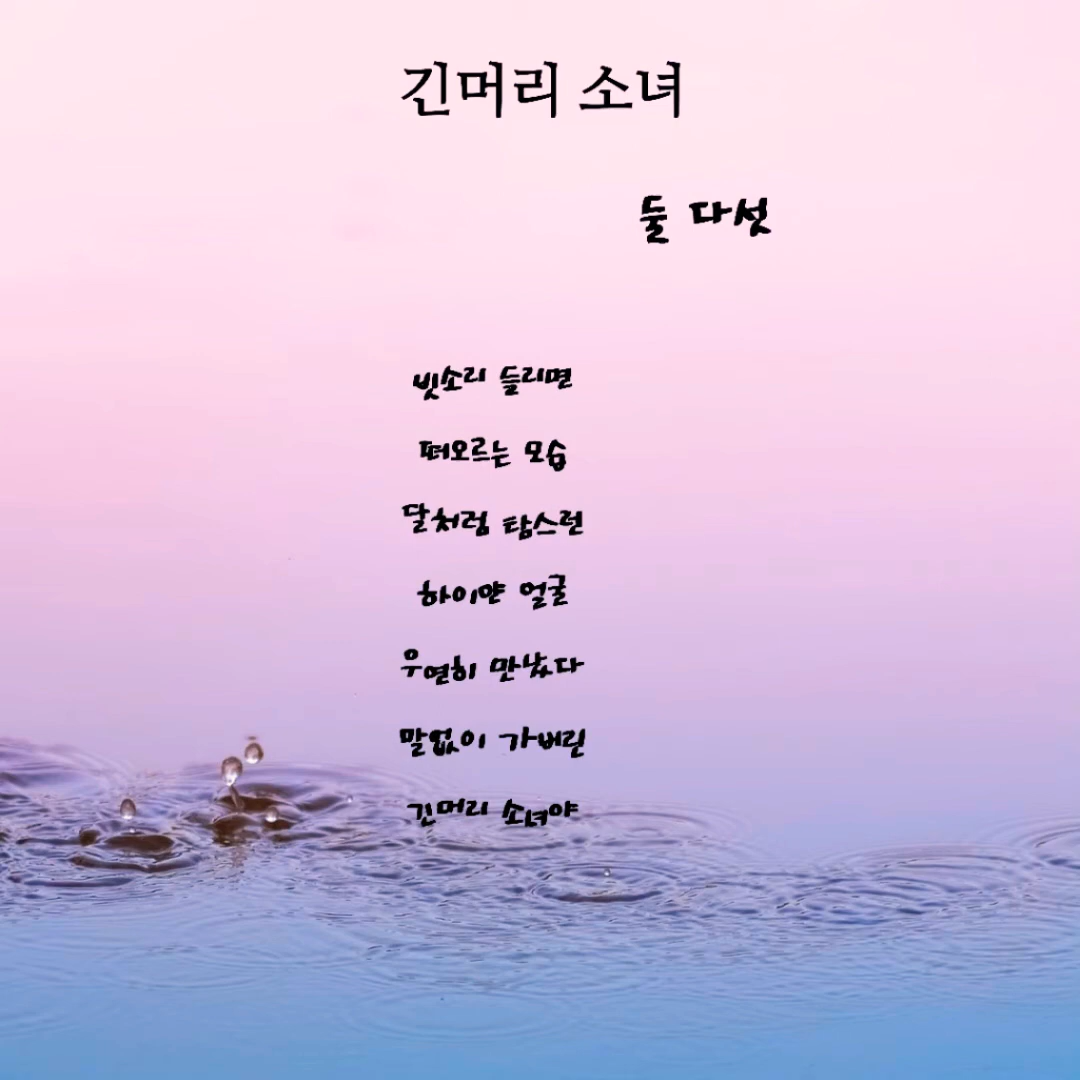 긴머리 소녀
둘 다섯
빗소리 들리면
떠오르는 모습
달처럼 탐스런
하이얀 얼굴
우연히 만났다
말없이 가버린
긴머리 소녀야